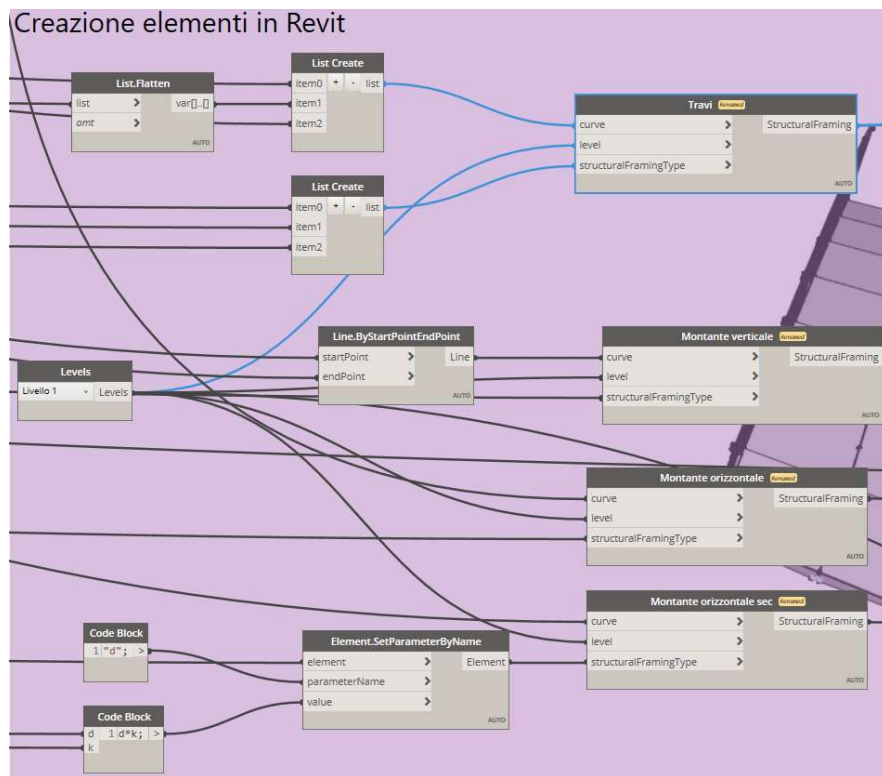 Creazione elementi in Revit
List Create
item0 + - list
item1
item2
List.Flatten
list > var[]..[]
amt >
AUTO
Travi Renamed
curve > StructuralFraming
level >
structuralFramingType >
AUTO
List Create
item0 + - list
item1
item2
Line.ByStartPointEndPoint
startPoint > Line
endPoint >
AUTO
Montante verticale Renamed
curve > StructuralFraming
level >
structuralFramingType >
AUTO
Levels
Livello 1 Levels
Montante orizzontale Renamed
curve > StructuralFraming
level >
structuralFramingType >
AUTO
Montante orizzontale sec Renamed
curve > StructuralFraming
level >
structuralFramingType >
AUTO
Code Block
1 "d"; >
Element.SetParameterByName
element > Element
parameterName >
value >
AUTO
Code Block
d 1 d*k; >
k